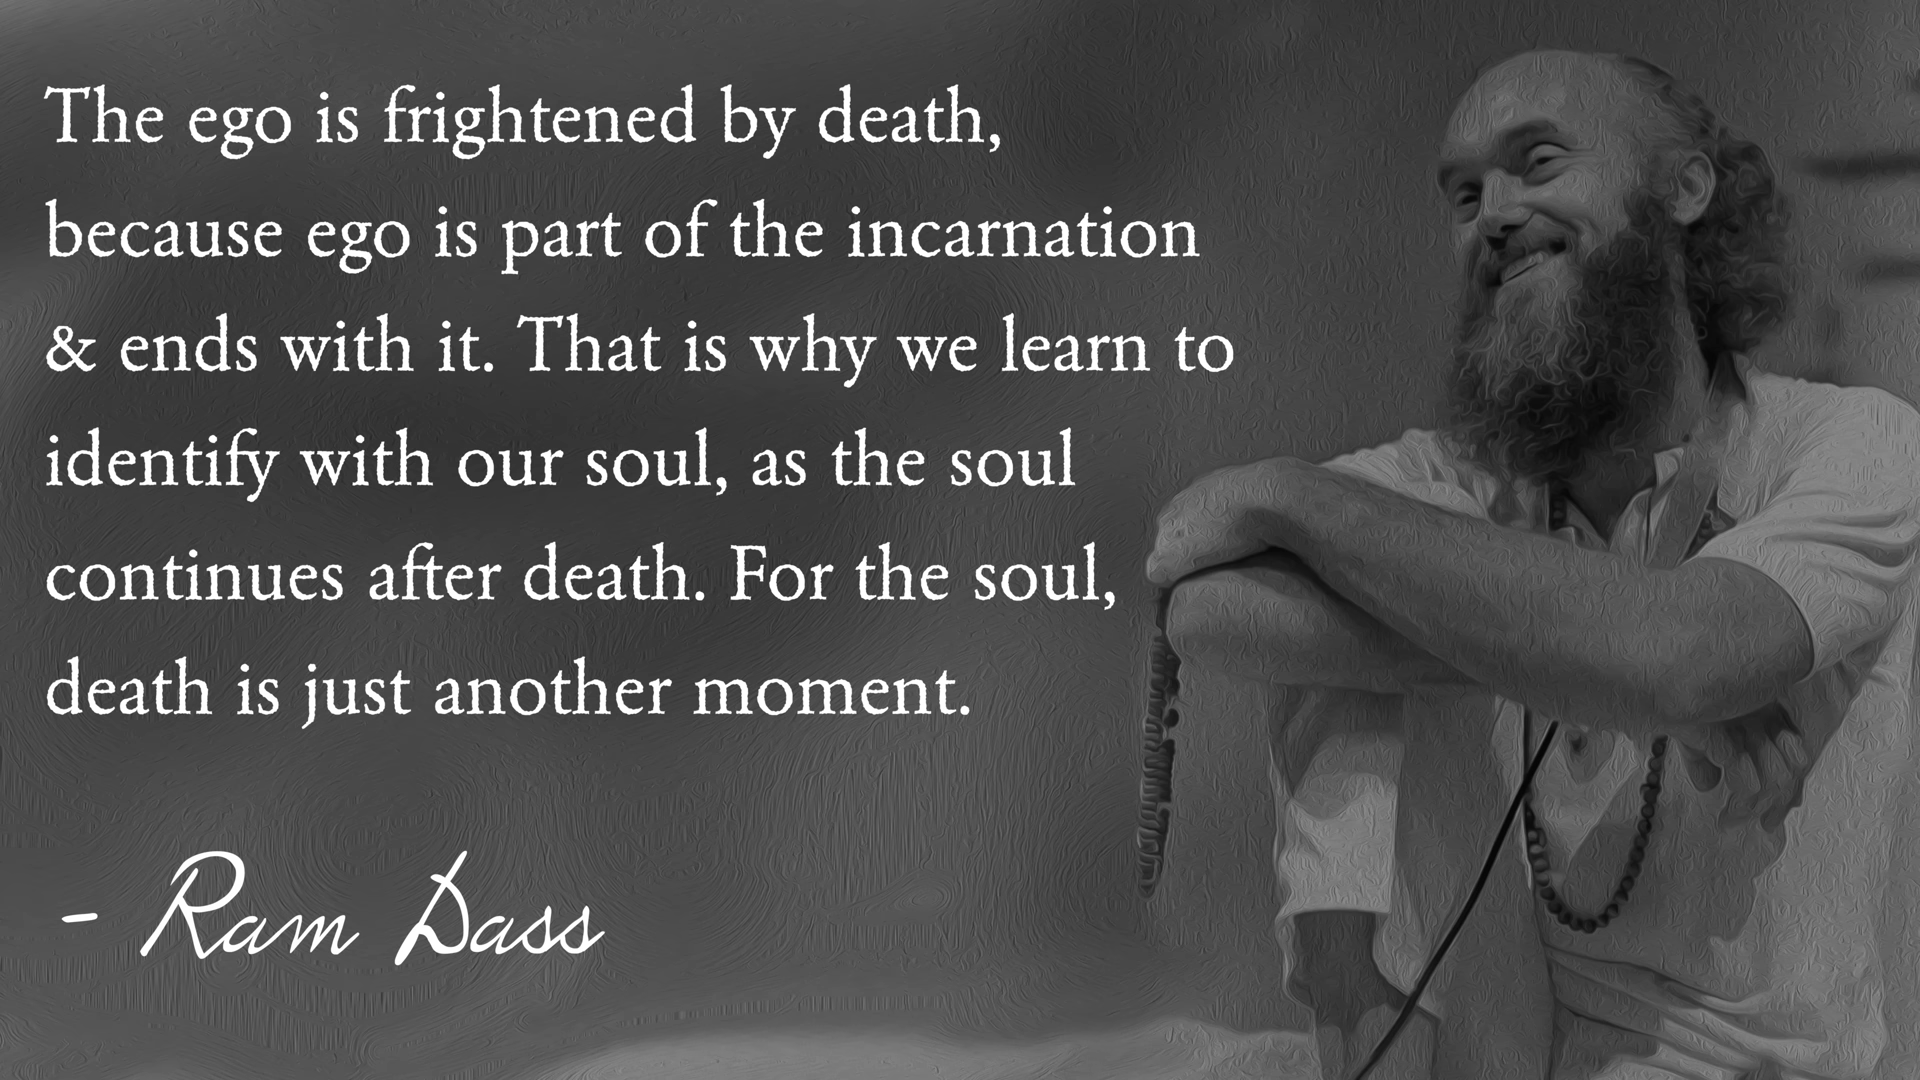 The ego is frightened by death,
because ego is part of the incarnation
& ends with it. That is why we learn to
identify with our soul, as the soul
continues after death. For the soul,
death is just another moment.
- Ram Dass